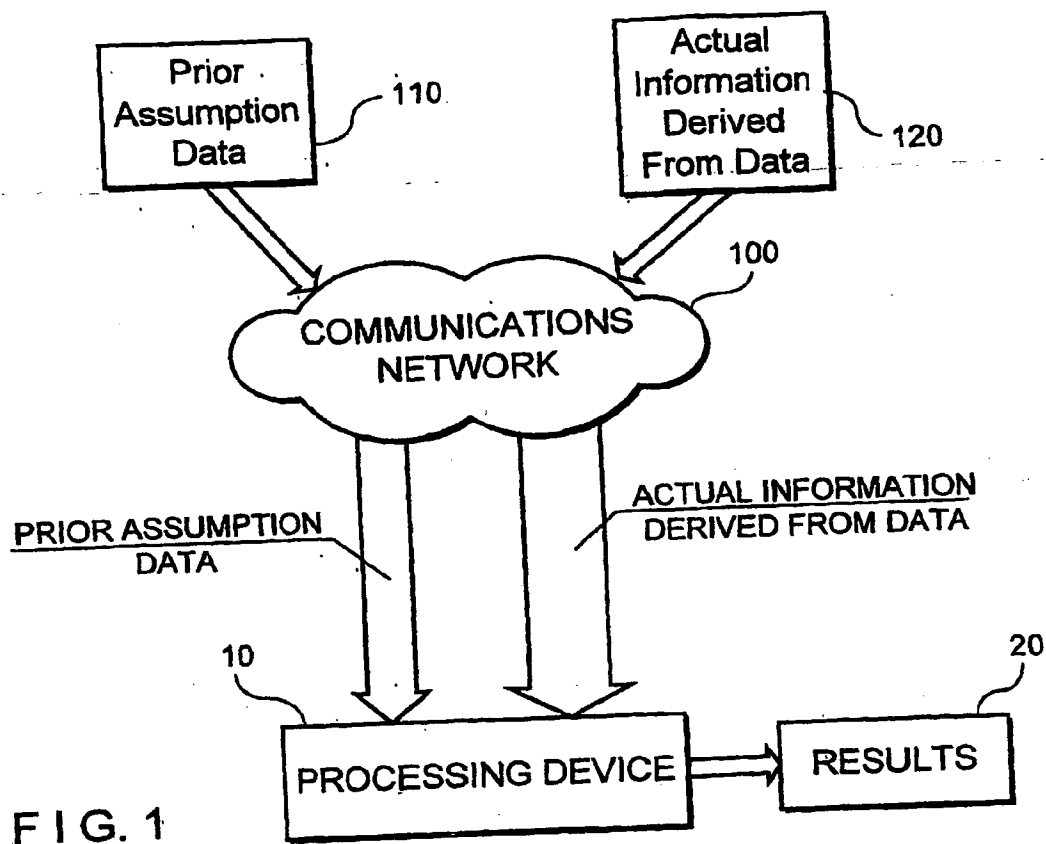 Prior
Assumption
Data
110
Actual
Information
Derived
From Data
120
100
COMMUNICATIONS
NETWORK
PRIOR ASSUMPTION
DATA
ACTUAL INFORMATION
DERIVED FROM DATA
10
20
PROCESSING DEVICE
RESULTS
FIG. 1